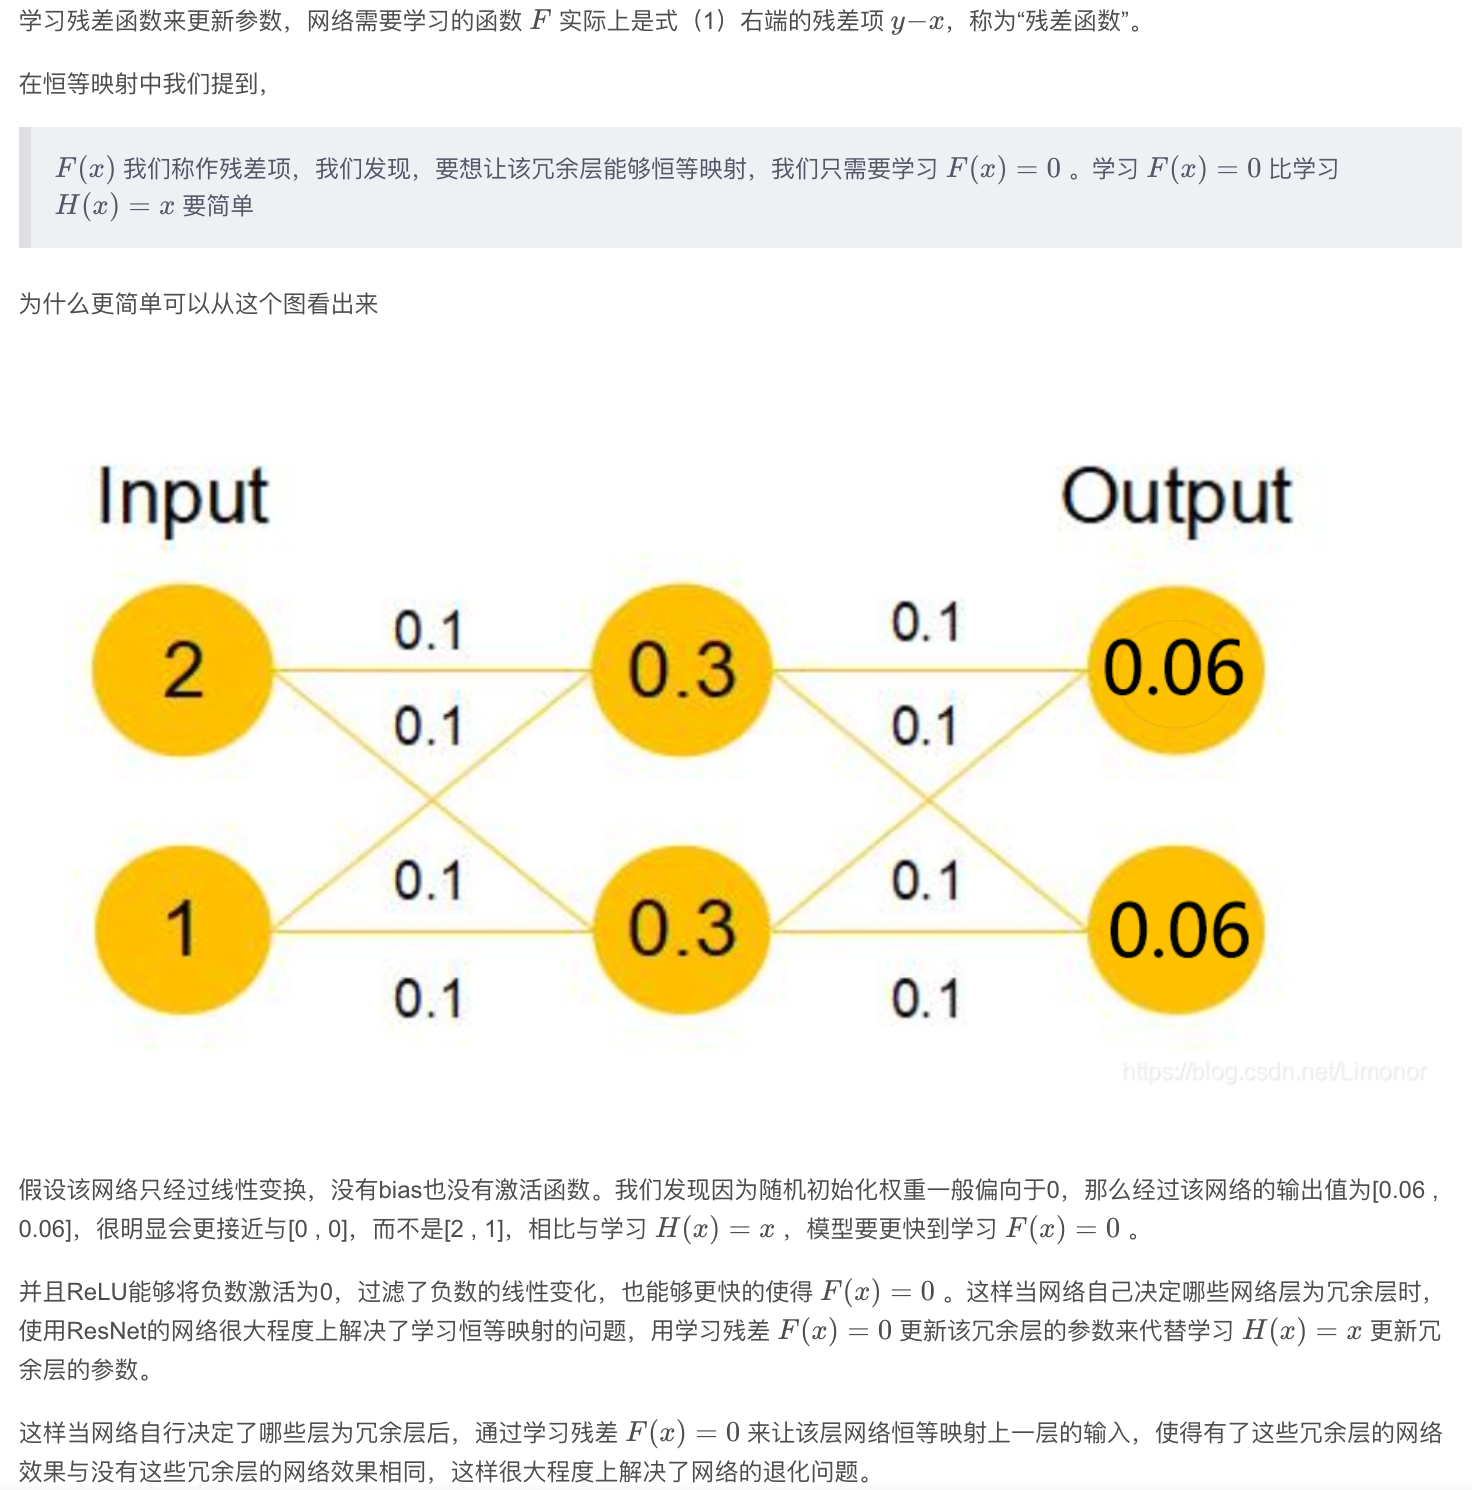 学习残差函数来更新参数，网络需要学习的函数 F 实际上是式（1）右端的残差项 y−x，称为“残差函数”。
在恒等映射中我们提到，
F(x) 我们称作残差项，我们发现，要想让该冗余层能够恒等映射，我们只需要学习 F(x) = 0 。学习 F(x) = 0 比学习
H(x) = x 要简单
为什么更简单可以从这个图看出来
Input
Output
2
0.1
0.3
0.1
0.06
0.1
0.1
1
0.1
0.3
0.1
0.06
0.1
0.1
https://blog.csdn.net/Limonor
假设该网络只经过线性变换，没有bias也没有激活函数。我们发现因为随机初始化权重一般偏向于0，那么经过该网络的输出值为[0.06 ,
0.06]，很明显会更接近与[0 , 0]，而不是[2 , 1]，相比与学习 H(x) = x ，模型要更快到学习 F(x) = 0 。
并且ReLU能够将负数激活为0，过滤了负数的线性变化，也能够更快的使得 F(x) = 0 。这样当网络自己决定哪些网络层为冗余层时，
使用ResNet的网络很大程度上解决了学习恒等映射的问题，用学习残差 F(x) = 0 更新该冗余层的参数来代替学习 H(x) = x 更新冗
余层的参数。
这样当网络自行决定了哪些层为冗余层后，通过学习残差 F(x) = 0 来让该层网络恒等映射上一层的输入，使得有了这些冗余层的网络
效果与没有这些冗余层的网络效果相同，这样很大程度上解决了网络的退化问题。